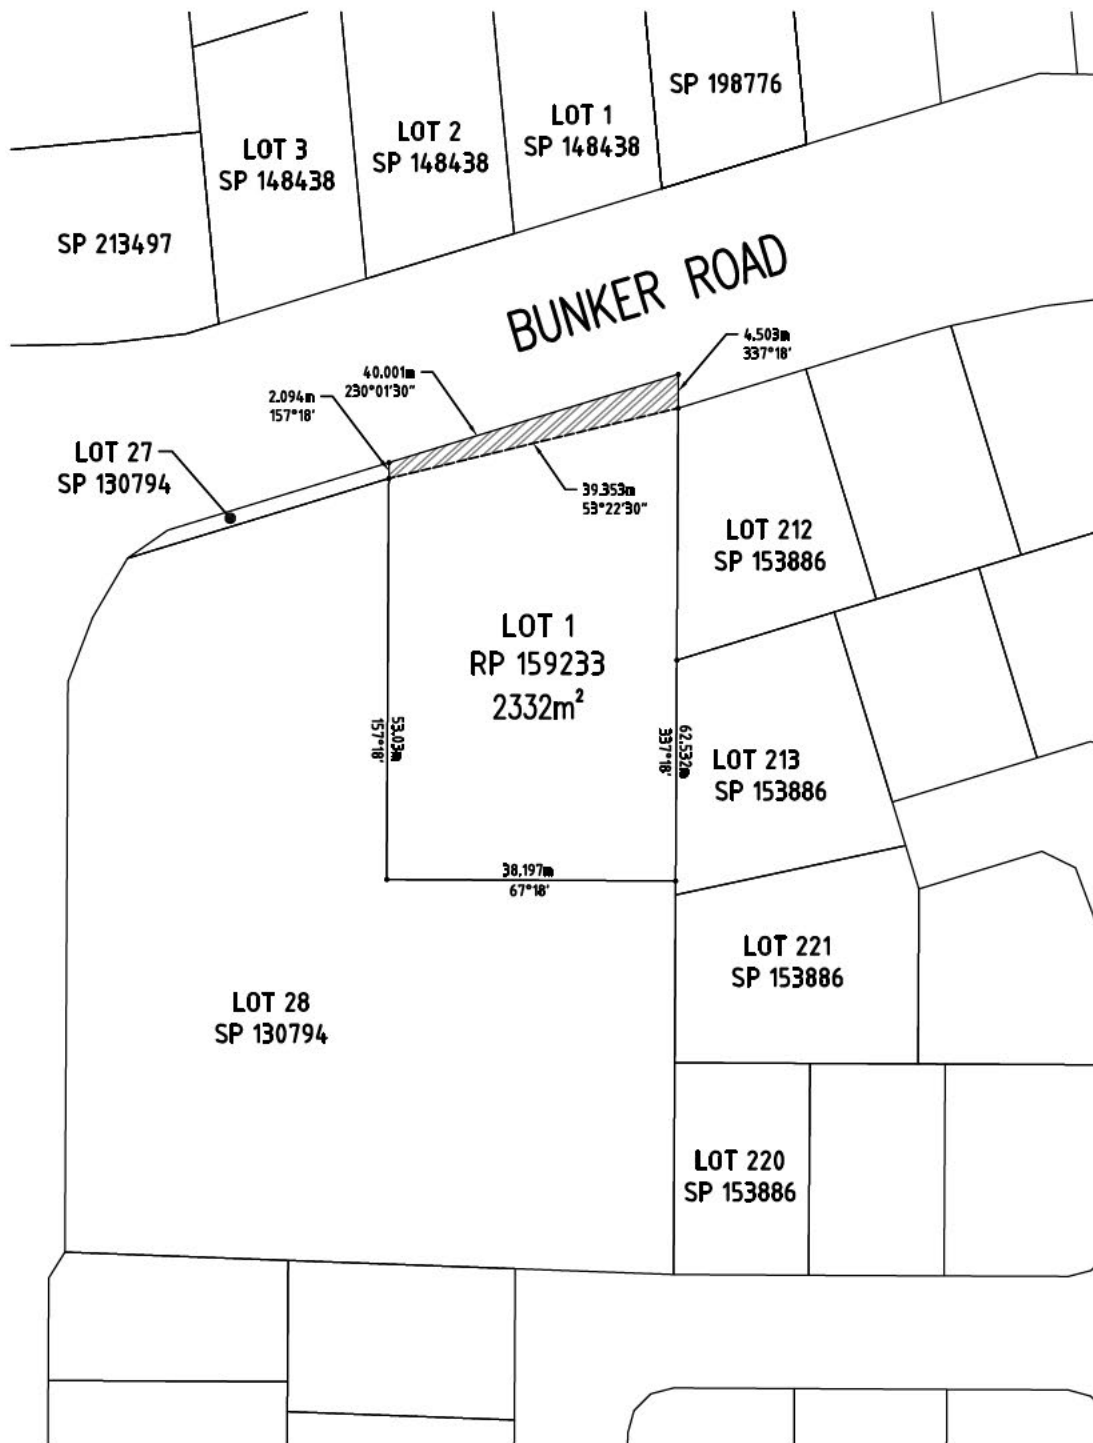 SP 198776
LOT 1
SP 148438
LOT 2
SP 148438
LOT 3
SP 148438
SP 213497
BUNKER ROAD
4.503m
337°18'
40.001m
230°01'30"
2.094m
157°18'
LOT 27
SP 130794
39.353m
53°22'30"
LOT 212
SP 153886
LOT 1
RP 159233
2332m²
53.03m
157°18'
62.532m
337°18'
LOT 213
SP 153886
38.197m
67°18'
LOT 221
SP 153886
LOT 28
SP 130794
LOT 220
SP 153886